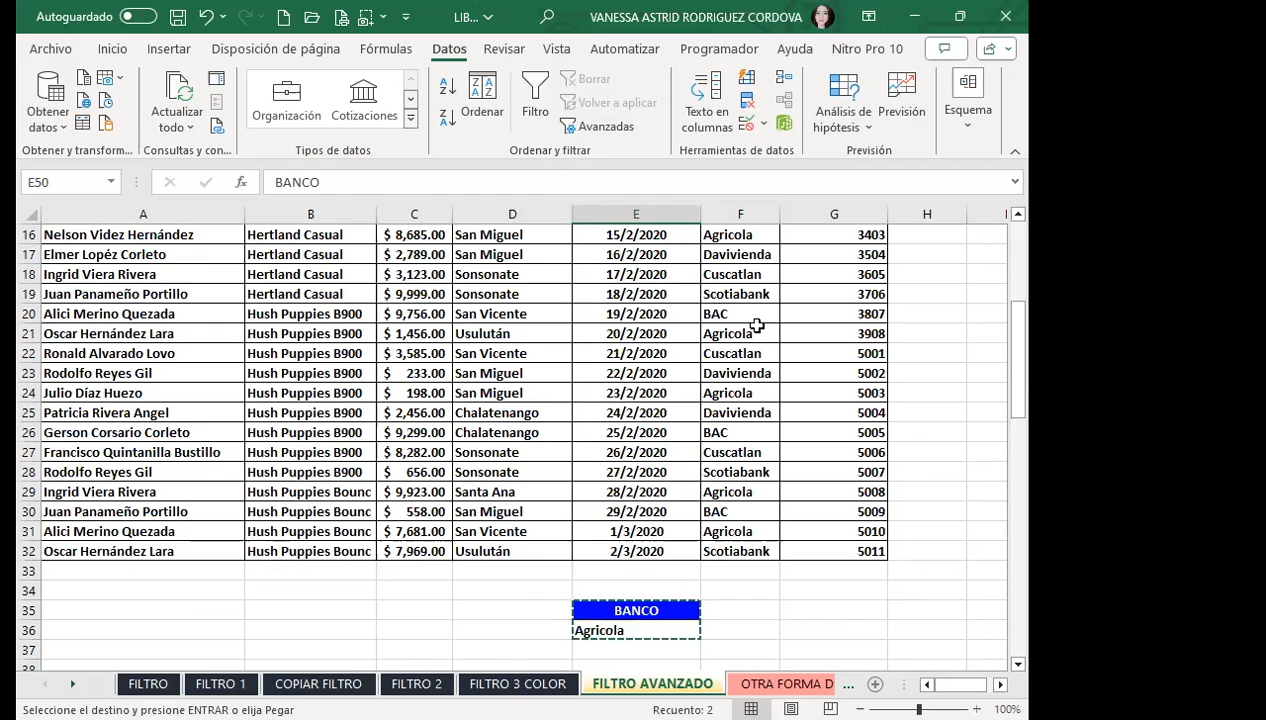 Autoguardado LIB... VANESSA ASTRID RODRIGUEZ CORDOVA
Archivo Inicio Insertar Disposición de página Fórmulas Datos Revisar Vista Automatizar Programador Ayuda Nitro Pro 10
Obtener datos Actualizar todo Organización Cotizaciones Ordenar Filtro Borrar Volver a aplicar Avanzadas Texto en columnas Análisis de hipótesis Previsión Esquema
Obtener y transform... Consultas y con... Tipos de datos Ordenar y filtrar Herramientas de datos Previsión
E50 fx BANCO
A B C D E F G H I
16 Nelson Videz Hernández Hertland Casual $ 8,685.00 San Miguel 15/2/2020 Agricola 3403
17 Elmer Lopéz Corleto Hertland Casual $ 2,789.00 San Miguel 16/2/2020 Davivienda 3504
18 Ingrid Viera Rivera Hertland Casual $ 3,123.00 Sonsonate 17/2/2020 Cuscatlan 3605
19 Juan Panameño Portillo Hertland Casual $ 9,999.00 Sonsonate 18/2/2020 Scotiabank 3706
20 Alici Merino Quezada Hush Puppies B900 $ 9,756.00 San Vicente 19/2/2020 BAC 3807
21 Oscar Hernández Lara Hush Puppies B900 $ 1,456.00 Usulután 20/2/2020 Agricola 3908
22 Ronald Alvarado Lovo Hush Puppies B900 $ 3,585.00 San Vicente 21/2/2020 Cuscatlan 5001
23 Rodolfo Reyes Gil Hush Puppies B900 $ 233.00 San Miguel 22/2/2020 Davivienda 5002
24 Julio Díaz Huezo Hush Puppies B900 $ 198.00 San Miguel 23/2/2020 Agricola 5003
25 Patricia Rivera Angel Hush Puppies B900 $ 2,456.00 Chalatenango 24/2/2020 Davivienda 5004
26 Gerson Corsario Corleto Hush Puppies B900 $ 9,299.00 Chalatenango 25/2/2020 BAC 5005
27 Francisco Quintanilla Bustillo Hush Puppies B900 $ 8,282.00 Sonsonate 26/2/2020 Cuscatlan 5006
28 Rodolfo Reyes Gil Hush Puppies B900 $ 656.00 Sonsonate 27/2/2020 Scotiabank 5007
29 Ingrid Viera Rivera Hush Puppies Bounc $ 9,923.00 Santa Ana 28/2/2020 Agricola 5008
30 Juan Panameño Portillo Hush Puppies Bounc $ 558.00 San Miguel 29/2/2020 BAC 5009
31 Alici Merino Quezada Hush Puppies Bounc $ 7,681.00 San Vicente 1/3/2020 Agricola 5010
32 Oscar Hernández Lara Hush Puppies Bounc $ 7,969.00 Usulután 2/3/2020 Scotiabank 5011
33
34
35 BANCO
36 Agricola
37
38
FILTRO FILTRO 1 COPIAR FILTRO FILTRO 2 FILTRO 3 COLOR FILTRO AVANZADO OTRA FORMA D ...
Seleccione el destino y presione ENTRAR o elija Pegar Recuento: 2 100%